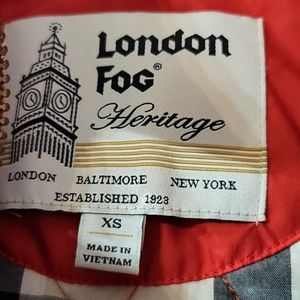 London
Fog®
Heritage
LONDON BALTIMORE NEW YORK
ESTABLISHED 1923
XS
MADE IN
VIETNAM